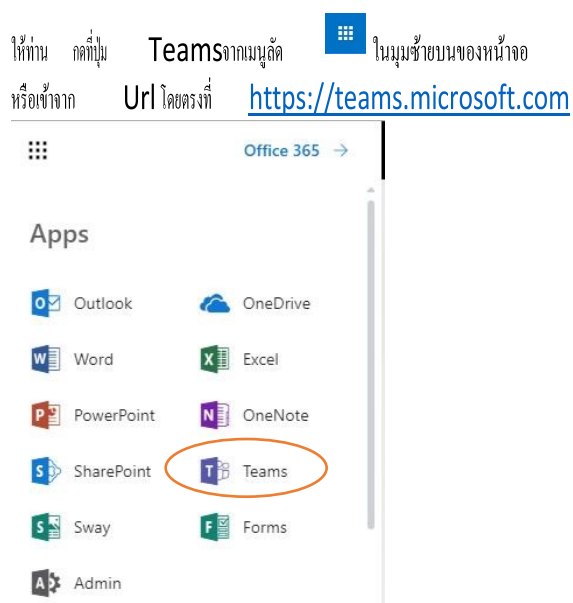 ให้ท่าน กดที่ปุ่ม Teamsจากเมนูลัด ในมุมซ้ายบนของหน้าจอ
หรือเข้าจาก Url โดยตรงที่ https://teams.microsoft.com
Office 365 →
Apps
Outlook OneDrive
Word Excel
PowerPoint OneNote
SharePoint Teams
Sway Forms
Admin